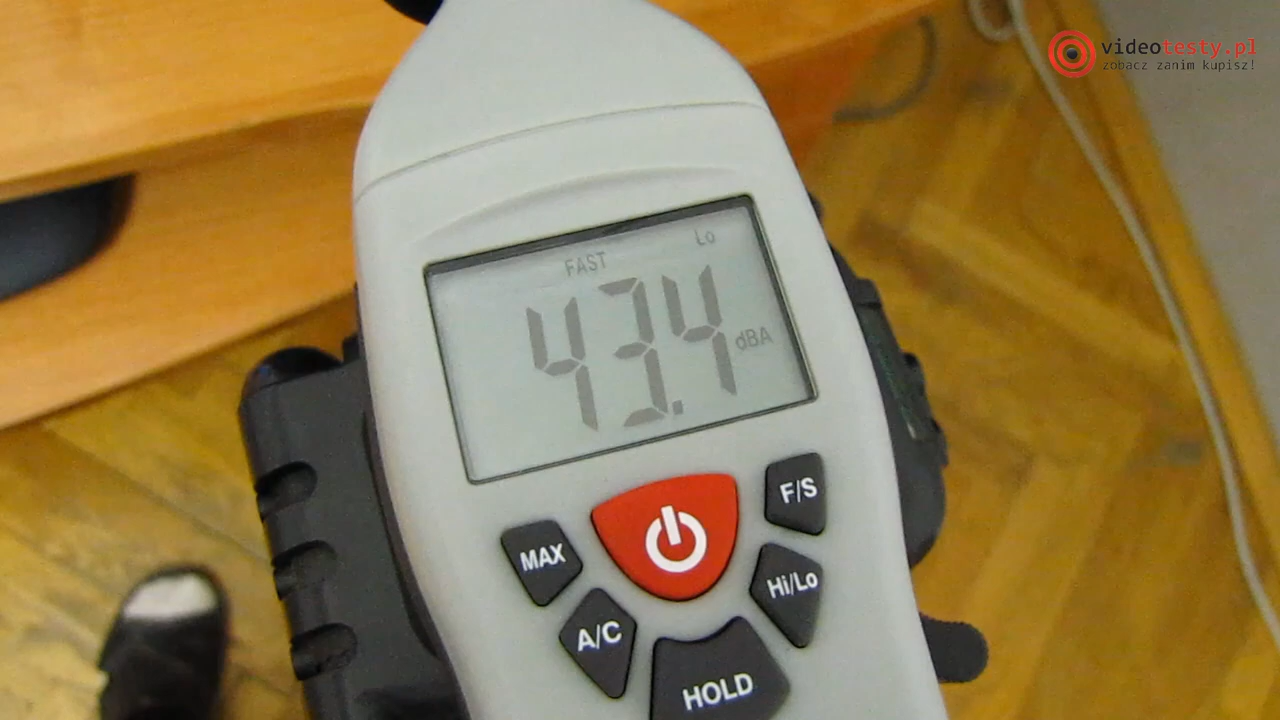 videotesty.pl
zobacz zanim kupisz!
Lo
FAST
43.4
dBA
F/S
MAX
Hi/Lo
A/C
HOLD